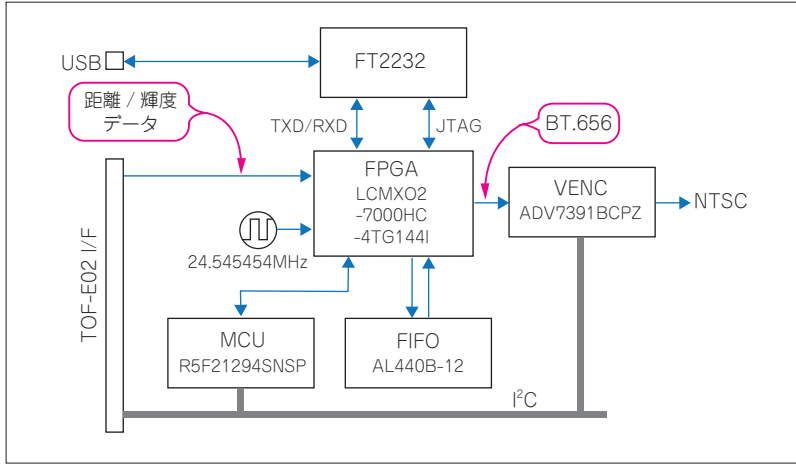 USB
FT2232
距離 / 輝度
データ
TXD/RXD
JTAG
BT.656
FPGA
LCMXO2
-7000HC
-4TG144I
VENC
ADV7391BCPZ
NTSC
24.545454MHz
TOF-E02 I/F
MCU
R5F21294SNSP
FIFO
AL440B-12
I²C